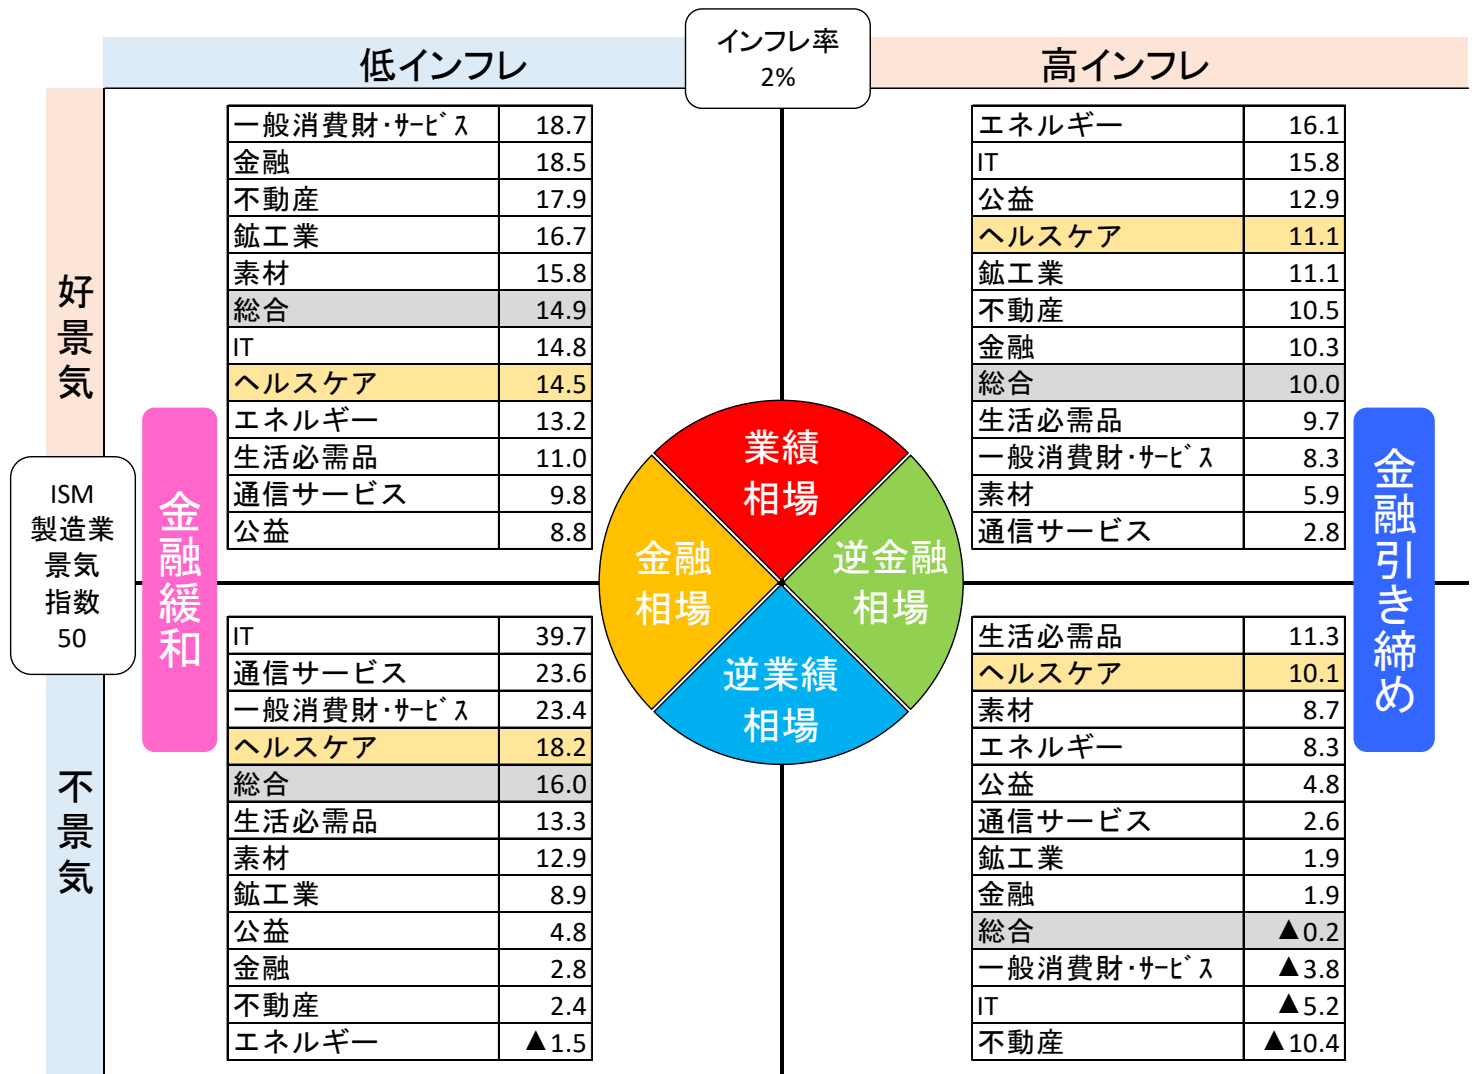 インフレ率
2%
低インフレ
高インフレ
好景気
不景気
ISM
製造業
景気
指数
50
金融緩和
金融引き締め
一般消費財･ｻｰﾋﾞｽ 18.7
金融 18.5
不動産 17.9
鉱工業 16.7
素材 15.8
総合 14.9
IT 14.8
ヘルスケア 14.5
エネルギー 13.2
生活必需品 11.0
通信サービス 9.8
公益 8.8
エネルギー 16.1
IT 15.8
公益 12.9
ヘルスケア 11.1
鉱工業 11.1
不動産 10.5
金融 10.3
総合 10.0
生活必需品 9.7
一般消費財･ｻｰﾋﾞｽ 8.3
素材 5.9
通信サービス 2.8
業績
相場
金融
相場
逆金融
相場
逆業績
相場
IT 39.7
通信サービス 23.6
一般消費財･ｻｰﾋﾞｽ 23.4
ヘルスケア 18.2
総合 16.0
生活必需品 13.3
素材 12.9
鉱工業 8.9
公益 4.8
金融 2.8
不動産 2.4
エネルギー ▲1.5
生活必需品 11.3
ヘルスケア 10.1
素材 8.7
エネルギー 8.3
公益 4.8
通信サービス 2.6
鉱工業 1.9
金融 1.9
総合 ▲0.2
一般消費財･ｻｰﾋﾞｽ ▲3.8
IT ▲5.2
不動産 ▲10.4